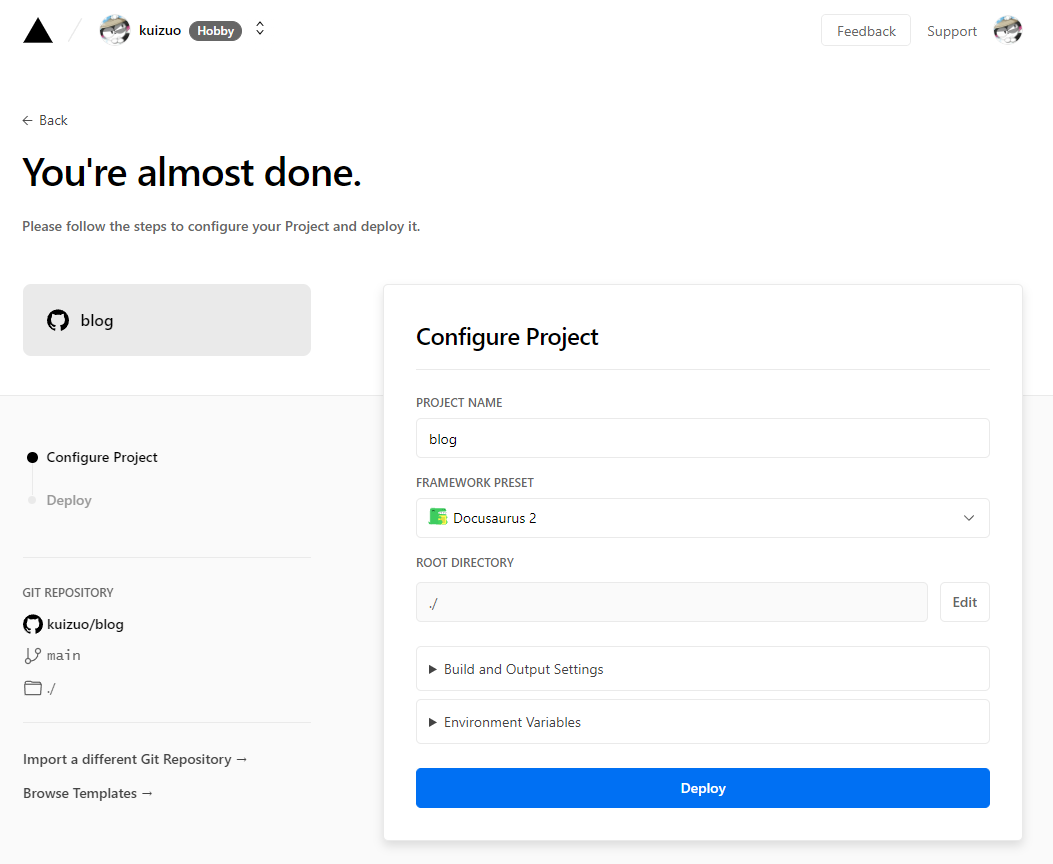 kuizuo Hobby
Feedback Support
← Back
You're almost done.
Please follow the steps to configure your Project and deploy it.
blog
Configure Project
Deploy
GIT REPOSITORY
kuizuo/blog
main
./
Import a different Git Repository →
Browse Templates →
Configure Project
PROJECT NAME
blog
FRAMEWORK PRESET
Docusaurus 2
ROOT DIRECTORY
./ Edit
Build and Output Settings
Environment Variables
Deploy